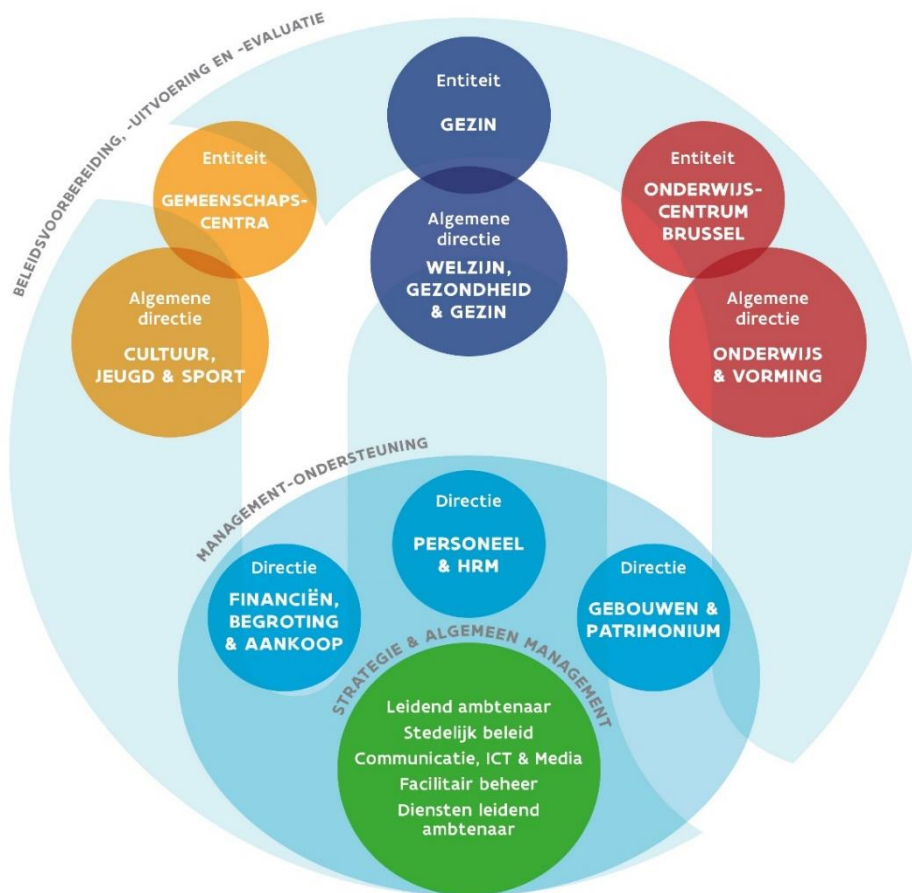 BELEIDSVOORBEREIDING, -UITVOERING EN -EVALUATIE
Entiteit
GEZIN
Entiteit
GEMEENSCHAPS-
CENTRA
Entiteit
ONDERWIJS-
CENTRUM
BRUSSEL
Algemene
directie
WELZIJN,
GEZONDHEID
& GEZIN
Algemene
directie
CULTUUR,
JEUGD & SPORT
Algemene
directie
ONDERWIJS
& VORMING
MANAGEMENT-ONDERSTEUNING
Directie
PERSONEEL
& HRM
Directie
FINANCIËN,
BEGROTING
& AANKOOP
Directie
GEBOUWEN &
PATRIMONIUM
STRATEGIE & ALGEMEEN MANAGEMENT
Leidend ambtenaar
Stedelijk beleid
Communicatie, ICT & Media
Facilitair beheer
Diensten leidend
ambtenaar